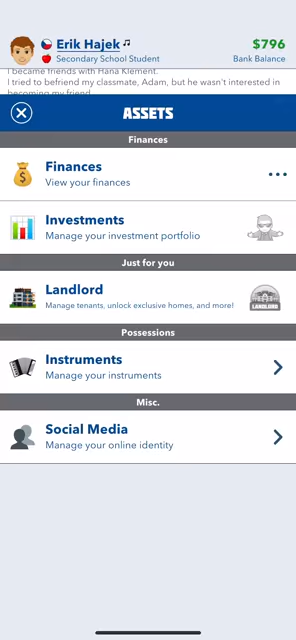 Erik Hajek
$796
Secondary School Student
Bank Balance
I became friends with Hana Klement.
I tried to befriend my classmate, Adam, but he wasn't interested in
becoming my friend.
ASSETS
Finances
Finances
View your finances
Investments
Manage your investment portfolio
Just for you
Landlord
Manage tenants, unlock exclusive homes, and more!
LANDLORD
Possessions
Instruments
Manage your instruments
Misc.
Social Media
Manage your online identity